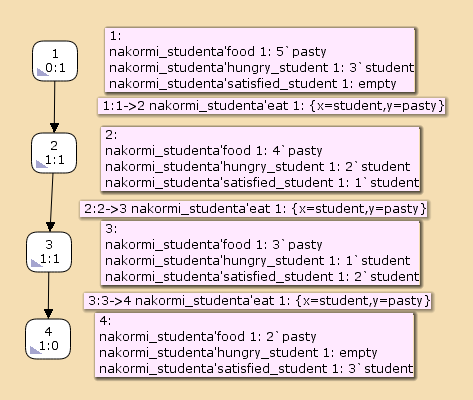 1
0:1
1:
nakormi_studenta'food 1: 5`pasty
nakormi_studenta'hungry_student 1: 3`student
nakormi_studenta'satisfied_student 1: empty
1:1->2 nakormi_studenta'eat 1: {x=student,y=pasty}
2
1:1
2:
nakormi_studenta'food 1: 4`pasty
nakormi_studenta'hungry_student 1: 2`student
nakormi_studenta'satisfied_student 1: 1`student
2:2->3 nakormi_studenta'eat 1: {x=student,y=pasty}
3
1:1
3:
nakormi_studenta'food 1: 3`pasty
nakormi_studenta'hungry_student 1: 1`student
nakormi_studenta'satisfied_student 1: 2`student
3:3->4 nakormi_studenta'eat 1: {x=student,y=pasty}
4
1:0
4:
nakormi_studenta'food 1: 2`pasty
nakormi_studenta'hungry_student 1: empty
nakormi_studenta'satisfied_student 1: 3`student